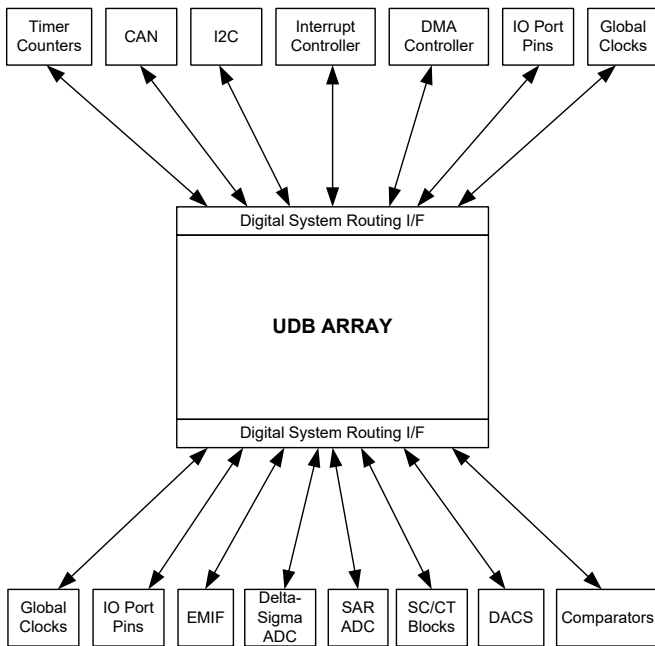 Timer
Counters
CAN
I2C
Interrupt
Controller
DMA
Controller
IO Port
Pins
Global
Clocks
Digital System Routing I/F
UDB ARRAY
Digital System Routing I/F
Global
Clocks
IO Port
Pins
EMIF
Delta-
Sigma
ADC
SAR
ADC
SC/CT
Blocks
DACS
Comparators